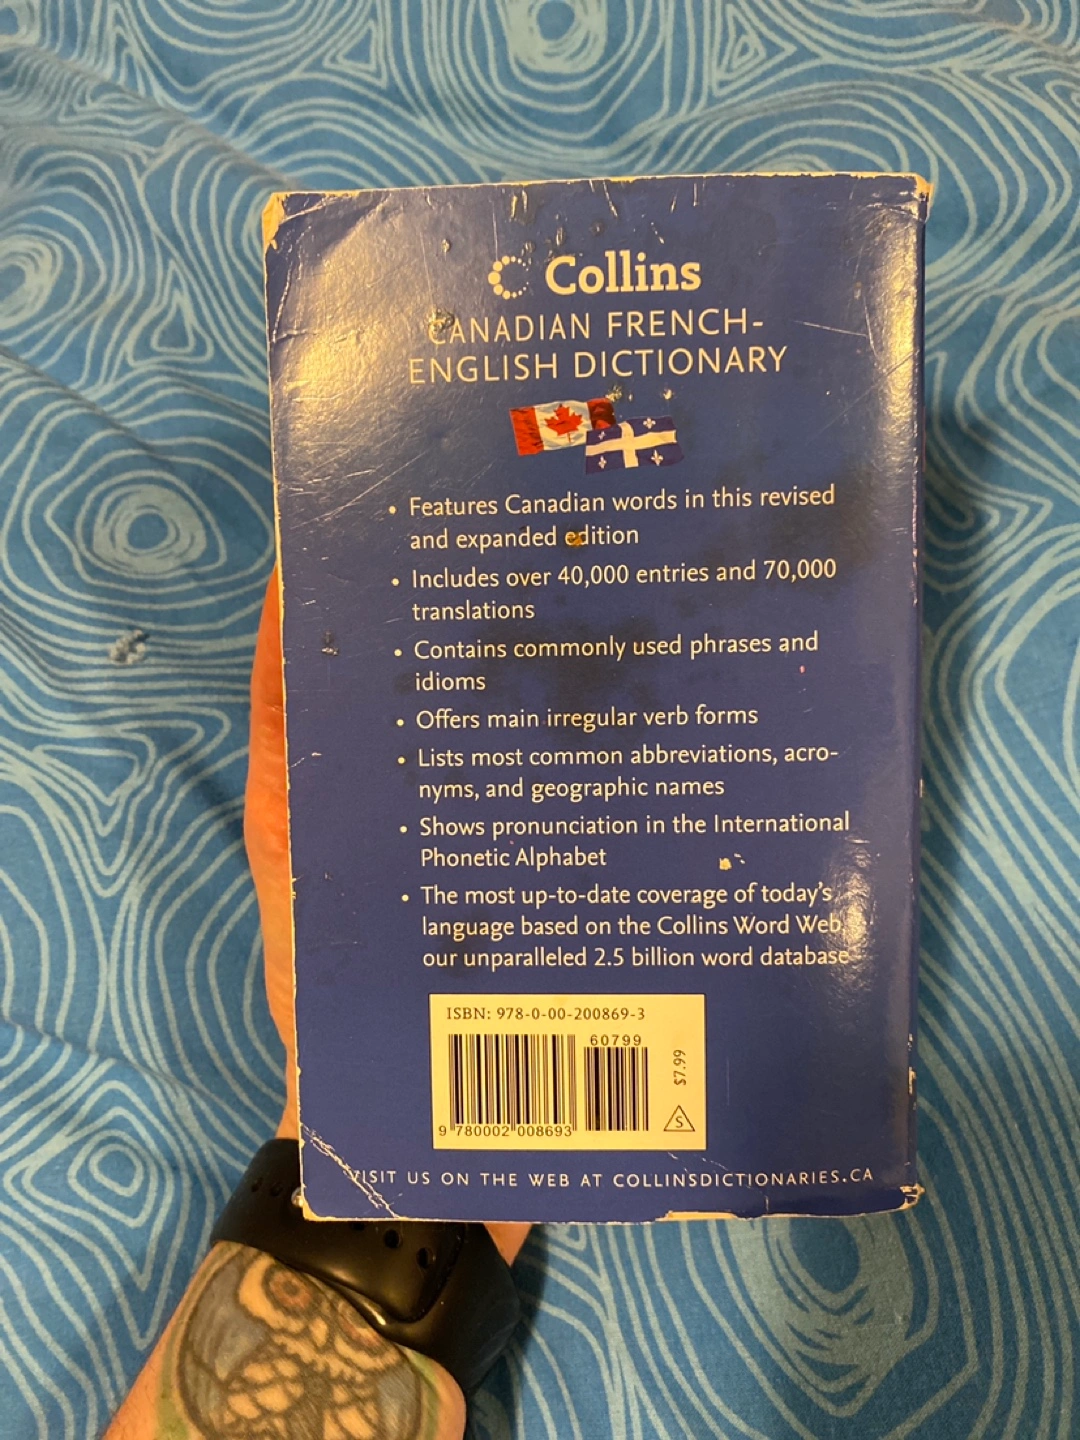 Collins
CANADIAN FRENCH-
ENGLISH DICTIONARY
• Features Canadian words in this revised
and expanded edition
• Includes over 40,000 entries and 70,000
translations
• Contains commonly used phrases and
idioms
• Offers main irregular verb forms
• Lists most common abbreviations, acro-
nyms, and geographic names
• Shows pronunciation in the International
Phonetic Alphabet
• The most up-to-date coverage of today's
language based on the Collins Word Web,
our unparalleled 2.5 billion word database
ISBN: 978-0-00-200869-3
60799
$7.99
S
9 780002 008693
VISIT US ON THE WEB AT COLLINSDICTIONARIES.CA